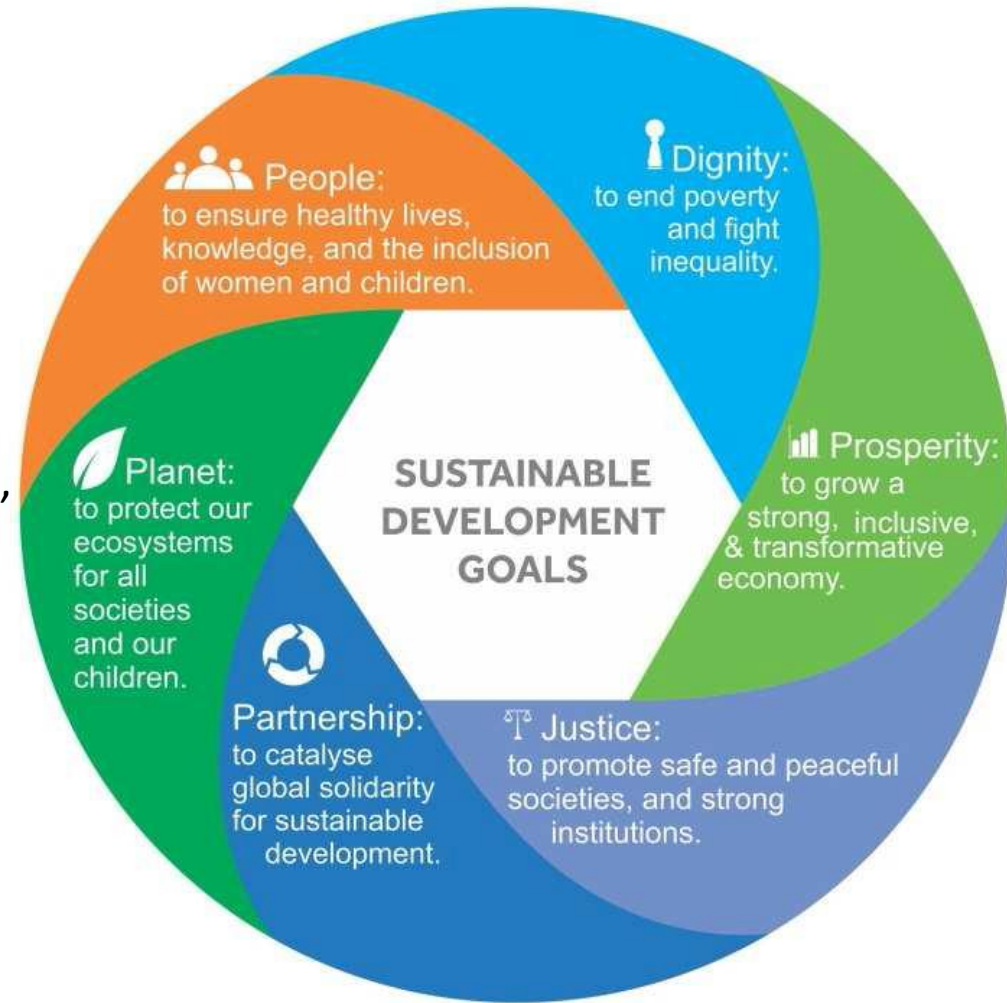 Dignity:
to end poverty
and fight
inequality.
Prosperity:
to grow a
strong, inclusive,
& transformative
economy.
Justice:
to promote safe and peaceful
societies, and strong
institutions.
Partnership:
to catalyse
global solidarity
for sustainable
development.
Planet:
to protect our
ecosystems
for all
societies
and our
children.
People:
to ensure healthy lives,
knowledge, and the inclusion
of women and children.
SUSTAINABLE
DEVELOPMENT
GOALS
,